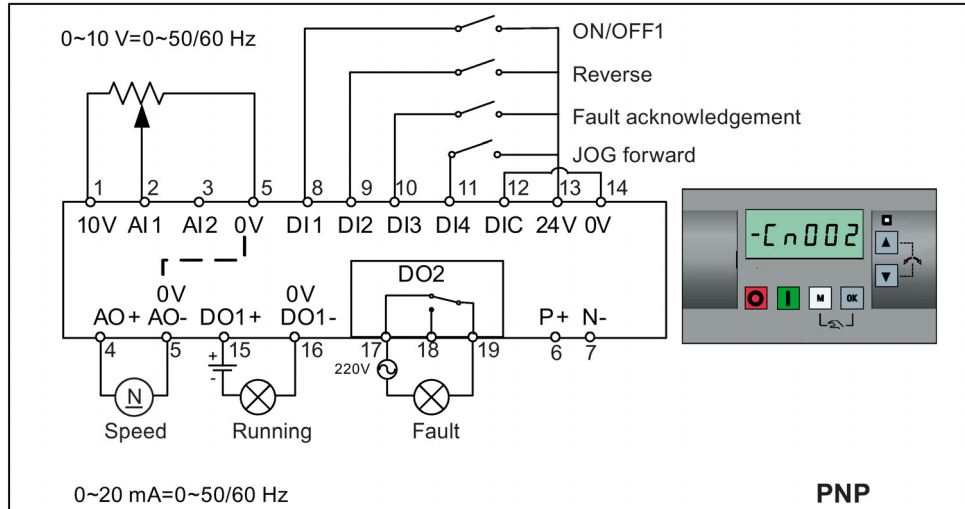 0~10 V=0~50/60 Hz
ON/OFF1
Reverse
Fault acknowledgement
JOG forward
1 2 3 5 8 9 10 11 12 13 14
10V AI1 AI2 0V DI1 DI2 DI3 DI4 DIC 24V 0V
-Cn002
M OK
DO2
0V 0V
AO+ AO- DO1+ DO1- P+ N-
4 5 15 16 17 18 19 6 7
+
-
220V
N
Speed Running Fault
0~20 mA=0~50/60 Hz
PNP